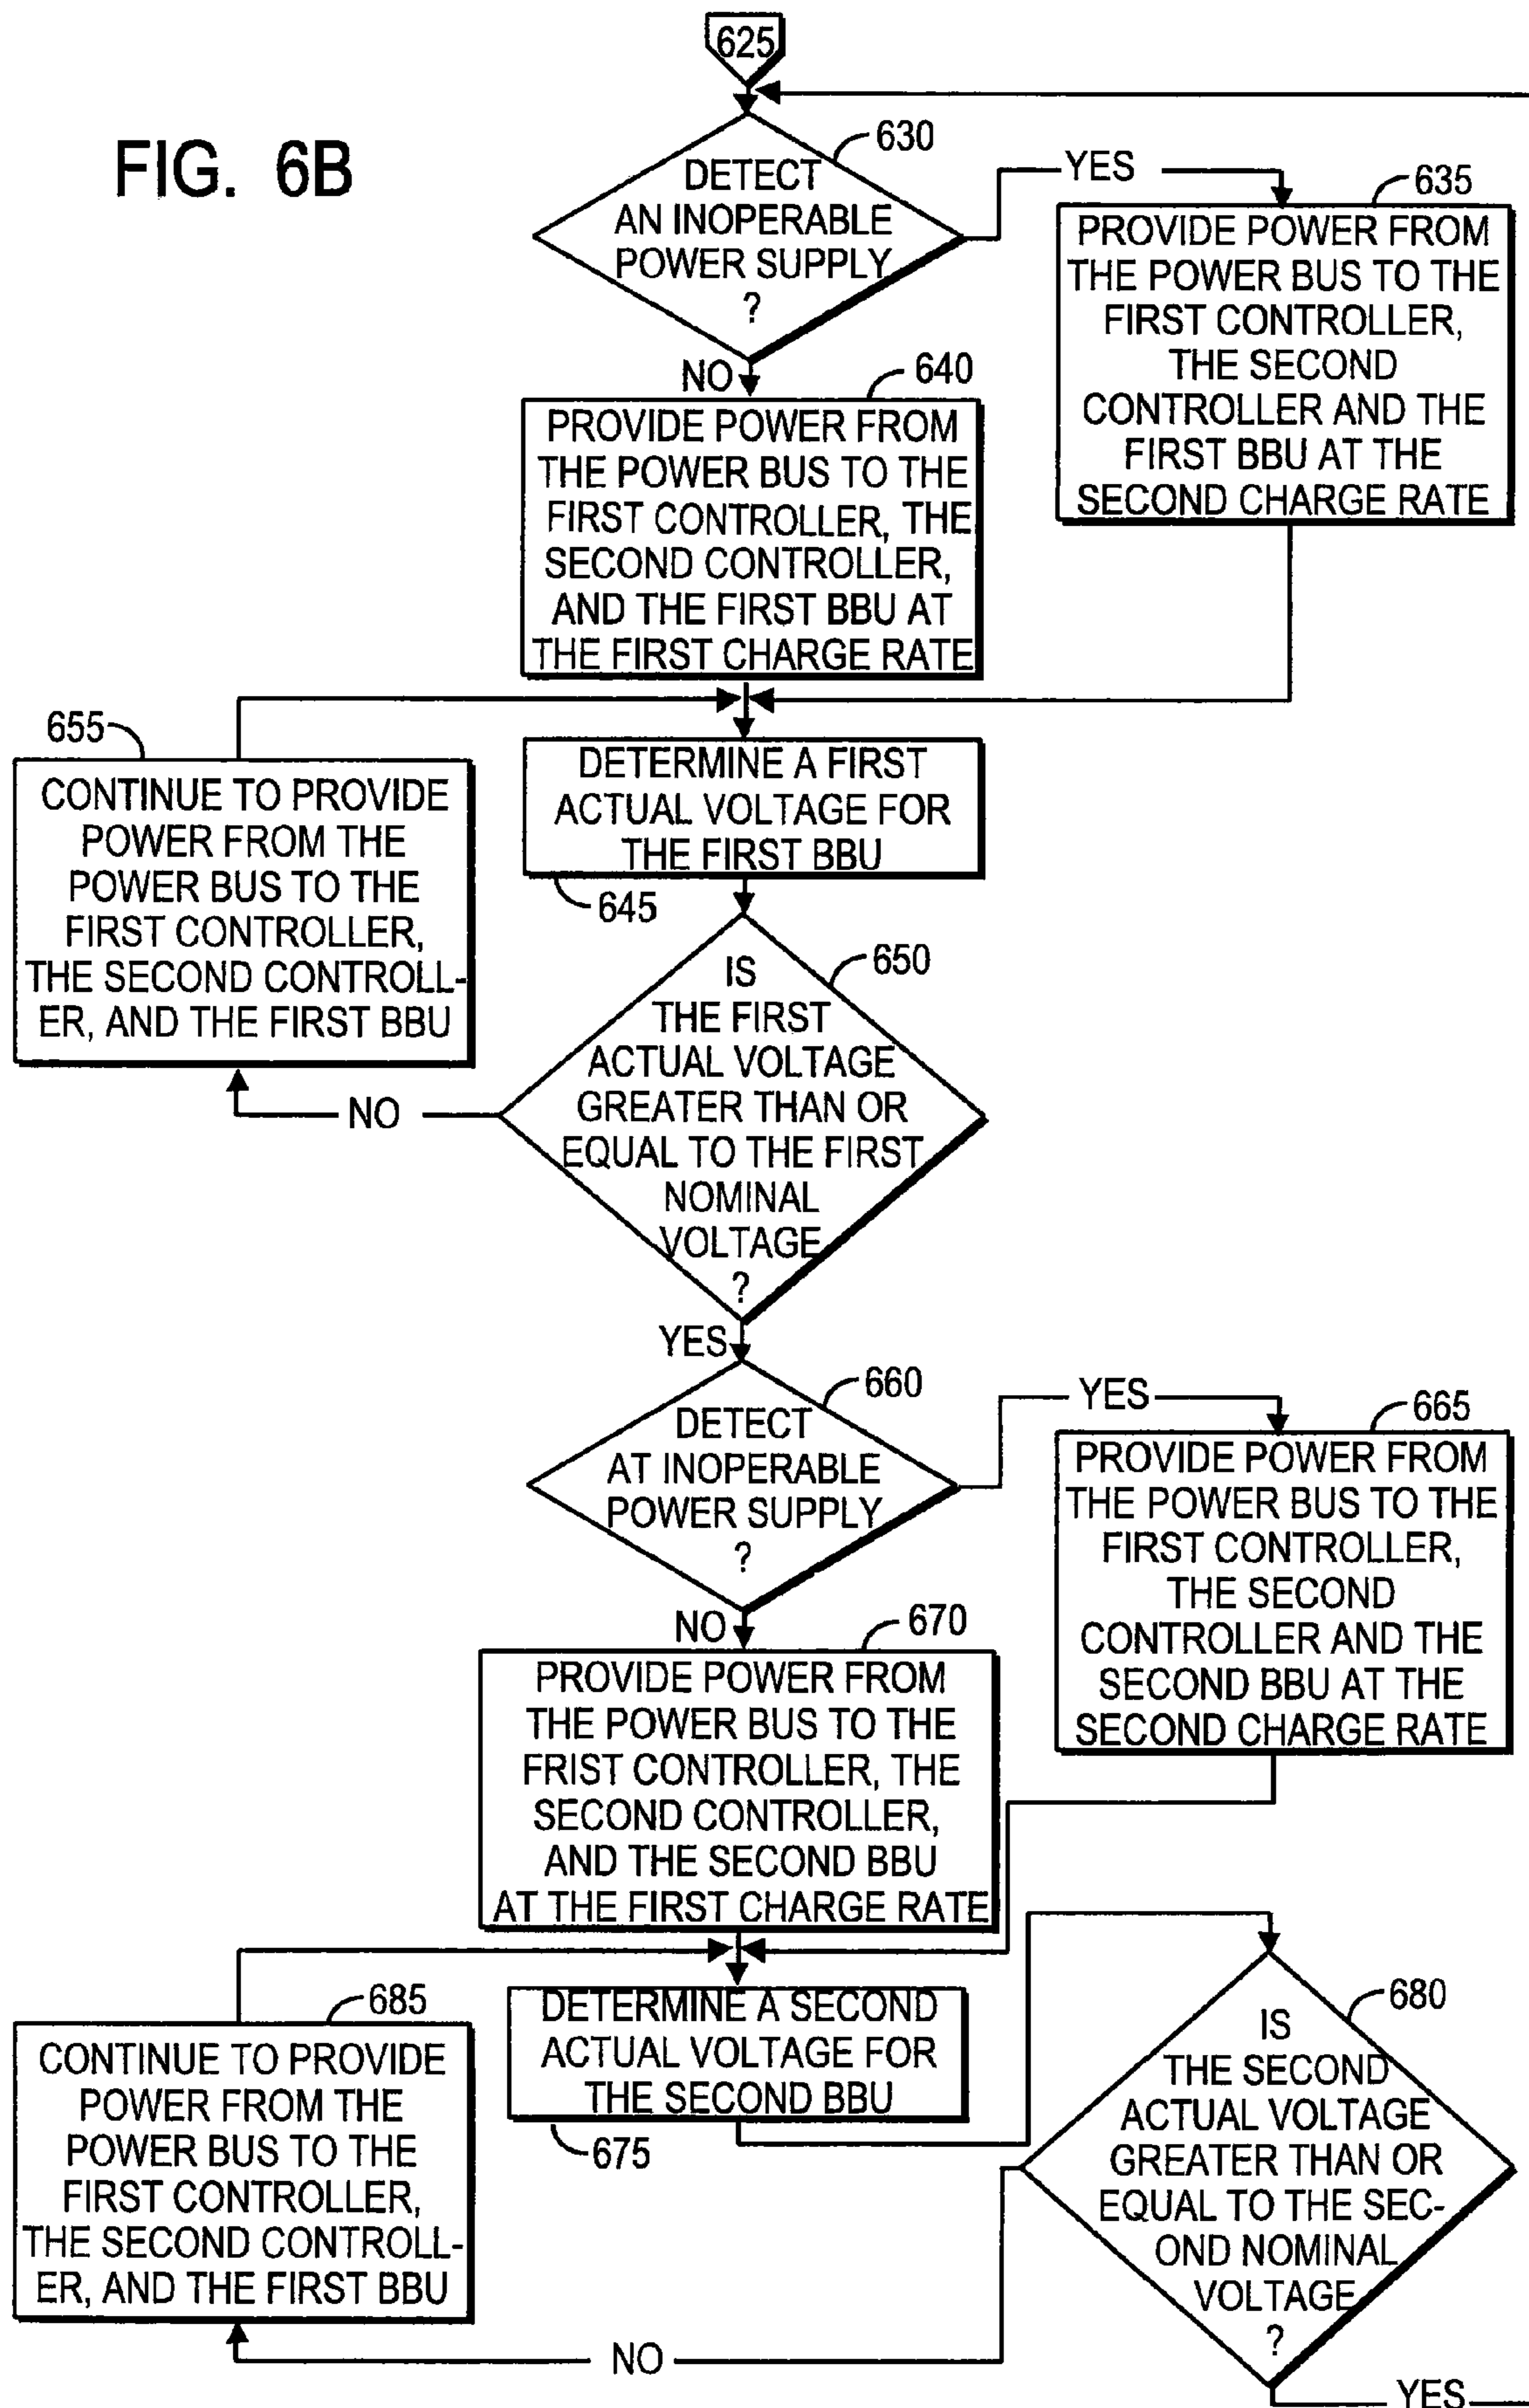 625
FIG. 6B
630
DETECT
AN INOPERABLE
POWER SUPPLY
?
YES
635
PROVIDE POWER FROM
THE POWER BUS TO THE
FIRST CONTROLLER,
THE SECOND
CONTROLLER AND THE
FIRST BBU AT THE
SECOND CHARGE RATE
NO
640
PROVIDE POWER FROM
THE POWER BUS TO THE
FIRST CONTROLLER, THE
SECOND CONTROLLER,
AND THE FIRST BBU AT
THE FIRST CHARGE RATE
655
CONTINUE TO PROVIDE
POWER FROM THE
POWER BUS TO THE
FIRST CONTROLLER,
THE SECOND CONTROLL-
ER, AND THE FIRST BBU
DETERMINE A FIRST
ACTUAL VOLTAGE FOR
THE FIRST BBU
645
650
IS
THE FIRST
ACTUAL VOLTAGE
GREATER THAN OR
EQUAL TO THE FIRST
NOMINAL
VOLTAGE
?
NO
YES
660
DETECT
AT INOPERABLE
POWER SUPPLY
?
YES
665
PROVIDE POWER FROM
THE POWER BUS TO THE
FIRST CONTROLLER,
THE SECOND
CONTROLLER AND THE
SECOND BBU AT THE
SECOND CHARGE RATE
NO
670
PROVIDE POWER FROM
THE POWER BUS TO THE
FRIST CONTROLLER, THE
SECOND CONTROLLER,
AND THE SECOND BBU
AT THE FIRST CHARGE RATE
685
CONTINUE TO PROVIDE
POWER FROM THE
POWER BUS TO THE
FIRST CONTROLLER,
THE SECOND CONTROLL-
ER, AND THE FIRST BBU
DETERMINE A SECOND
ACTUAL VOLTAGE FOR
THE SECOND BBU
675
680
IS
THE SECOND
ACTUAL VOLTAGE
GREATER THAN OR
EQUAL TO THE SEC-
OND NOMINAL
VOLTAGE
?
NO
YES